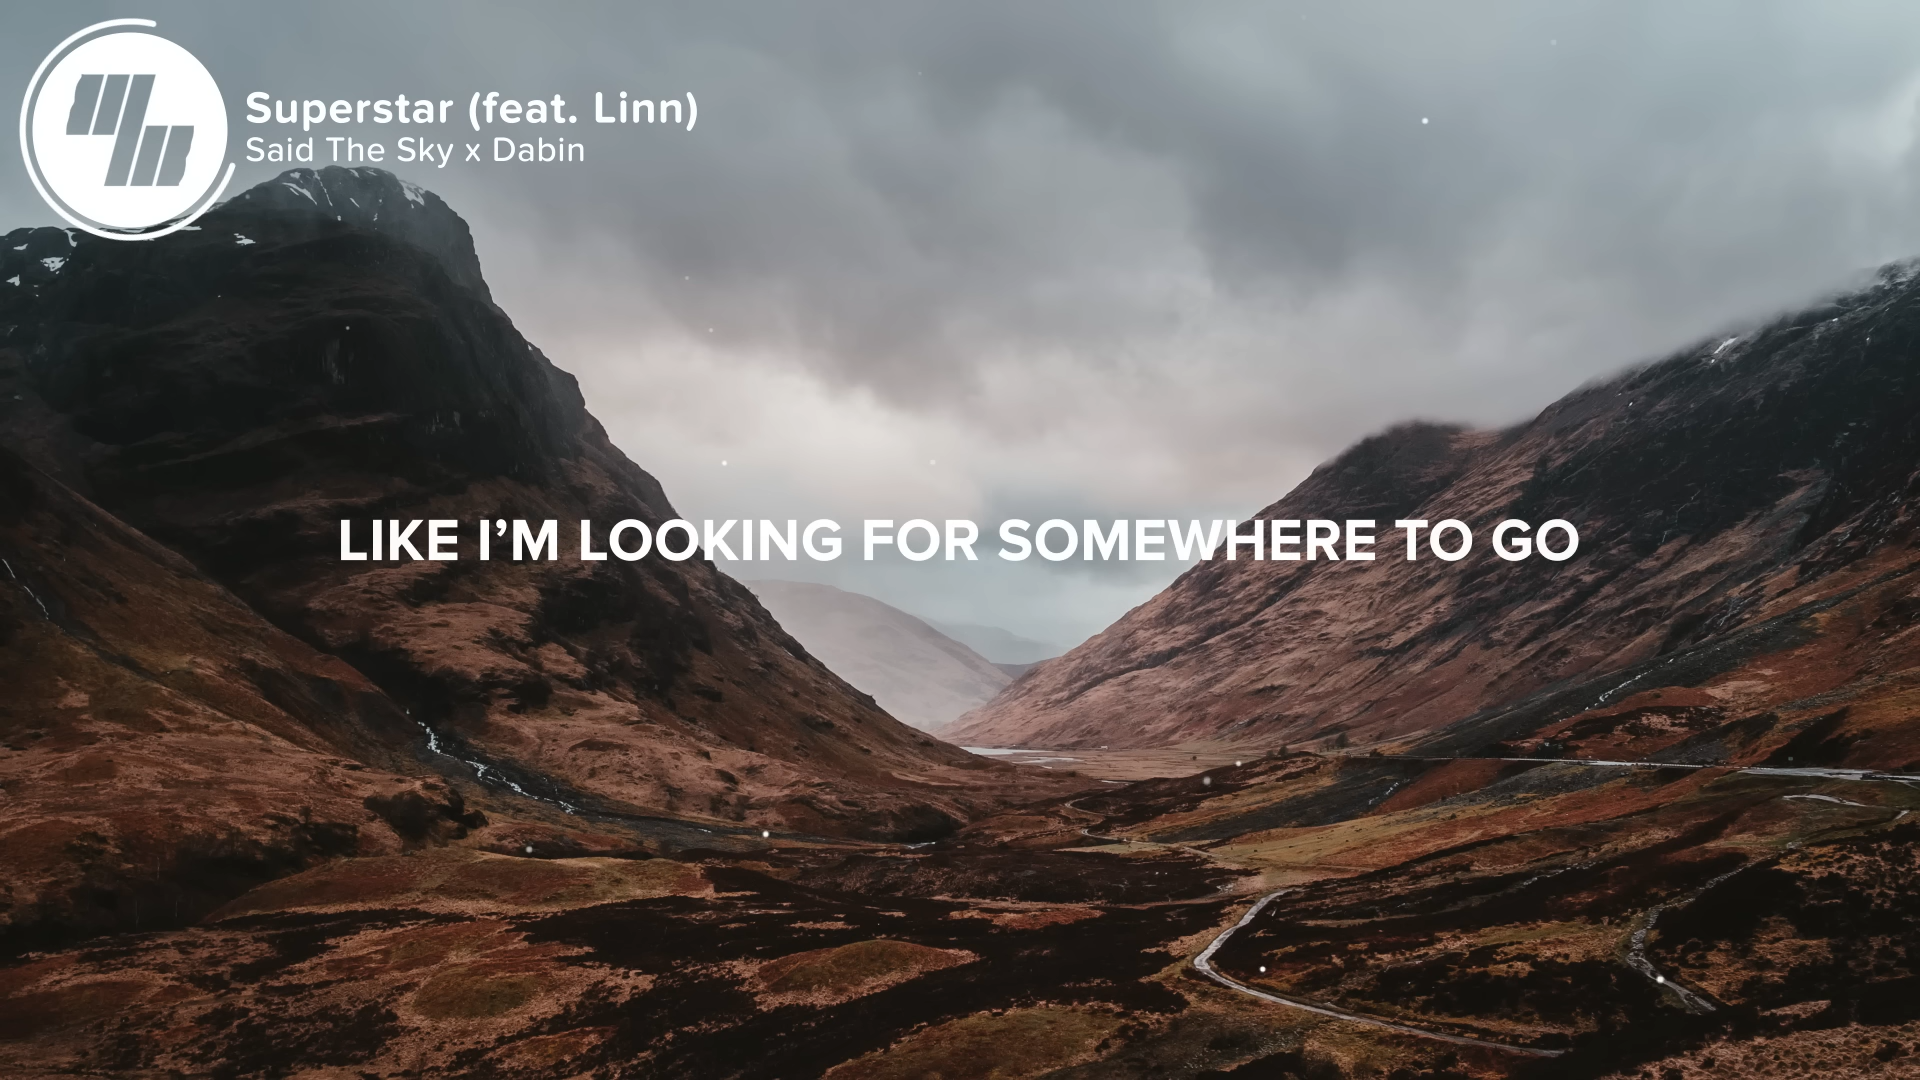 Superstar (feat. Linn)
Said The Sky x Dabin
LIKE I’M LOOKING FOR SOMEWHERE TO GO